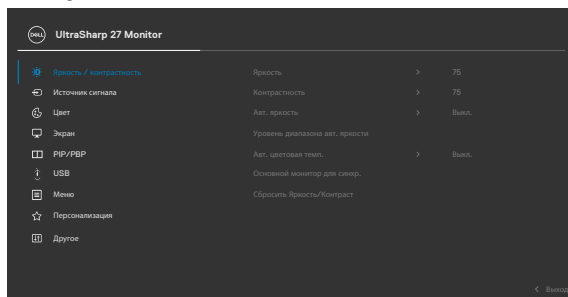 DELL UltraSharp 27 Monitor
Яркость / контрастность Яркость > 75
Источник сигнала Контрастность > 75
Цвет Авт. яркость > Выкл.
Экран Уровень диапазона авт. яркости
PIP/PBP Авт. цветовая темп. > Выкл.
USB Основной монитор для синхр.
Меню Сбросить Яркость/Контраст
Персонализация
Другое
< Выход